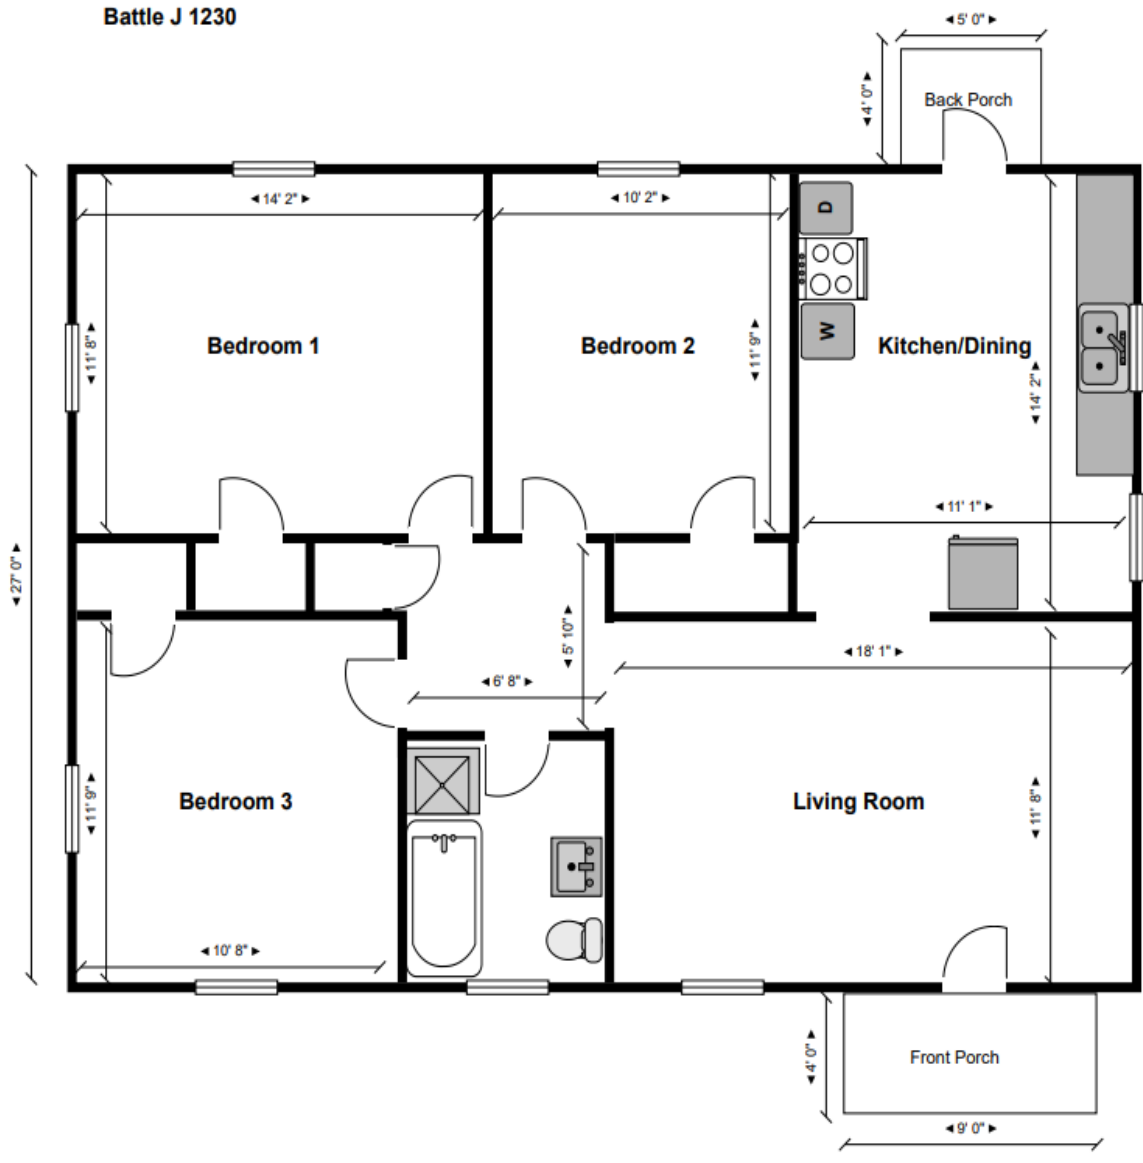 Battle J 1230
5' 0"
4' 0"
Back Porch
14' 2"
10' 2"
D
W
11' 8"
Bedroom 1
Bedroom 2
11' 9"
Kitchen/Dining
14' 2"
11' 1"
27' 0"
5' 10"
18' 1"
6' 8"
11' 9"
Bedroom 3
Living Room
11' 8"
10' 8"
4' 0"
Front Porch
9' 0"